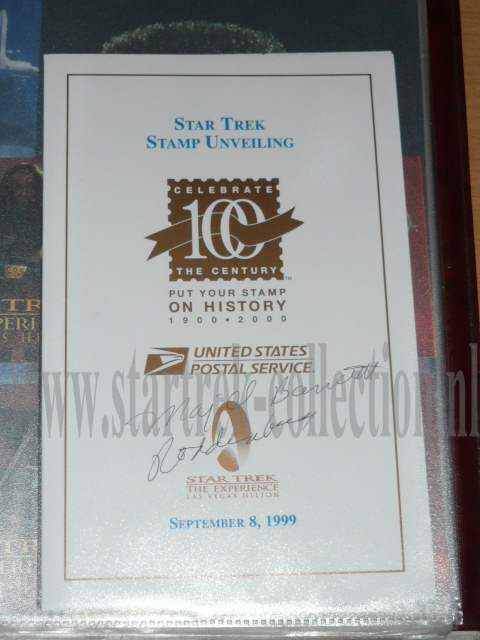 STAR TREK
STAMP UNVEILING
CELEBRATE
100
THE CENTURY™
PUT YOUR STAMP
ON HISTORY
1900 • 2000
UNITED STATES
POSTAL SERVICE.
www.startrek-collection.nl
Majel Barrett
Roddenberry
STAR TREK
THE EXPERIENCE
LAS VEGAS HILTON
SEPTEMBER 8, 1999